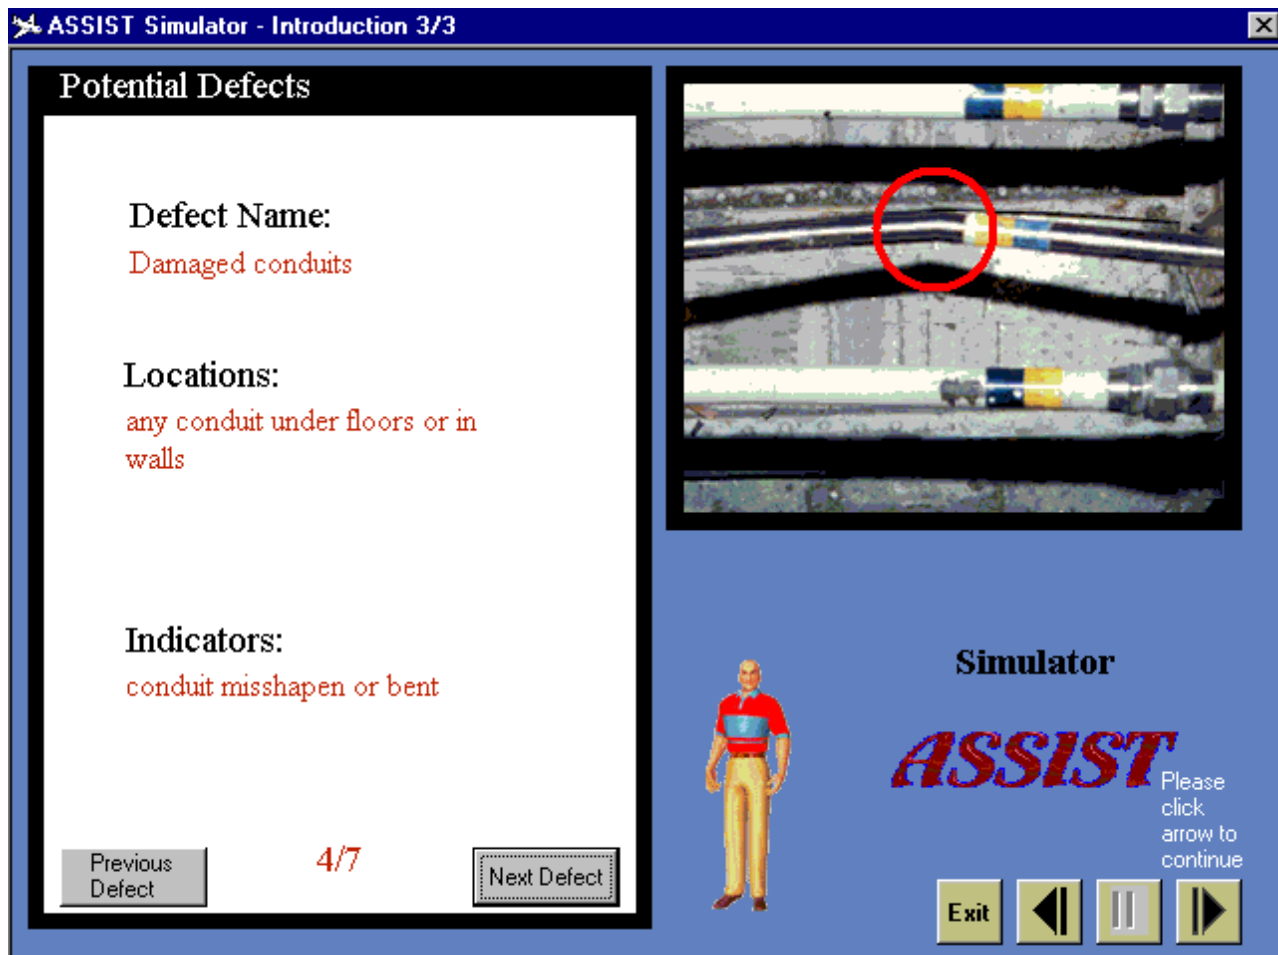 ASSIST Simulator - Introduction 3/3
Potential Defects
Defect Name:
Damaged conduits
Locations:
any conduit under floors or in
walls
Indicators:
conduit misshapen or bent
Previous
Defect
4/7
Next Defect
Simulator
ASSIST
Please
click
arrow to
continue
Exit